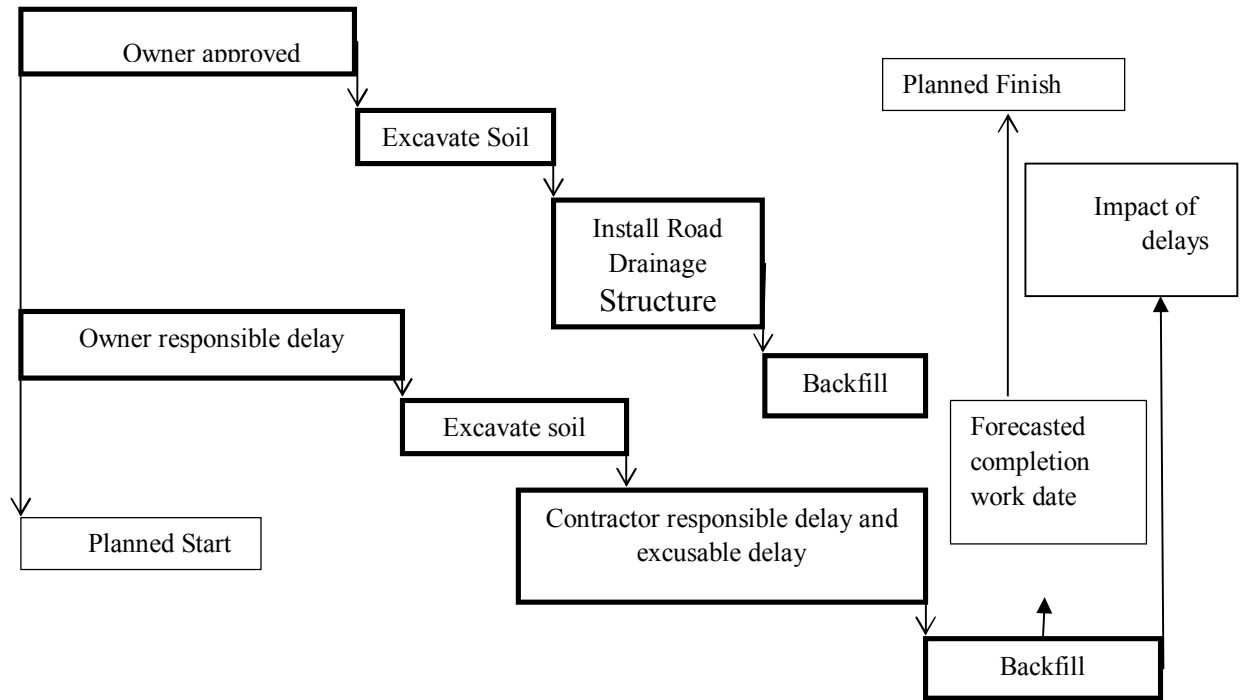 Owner approved
Planned Finish
Excavate Soil
Impact of
delays
Install Road
Drainage
Structure
Owner responsible delay
Backfill
Excavate soil
Forecasted
completion
work date
Contractor responsible delay and
excusable delay
Planned Start
Backfill